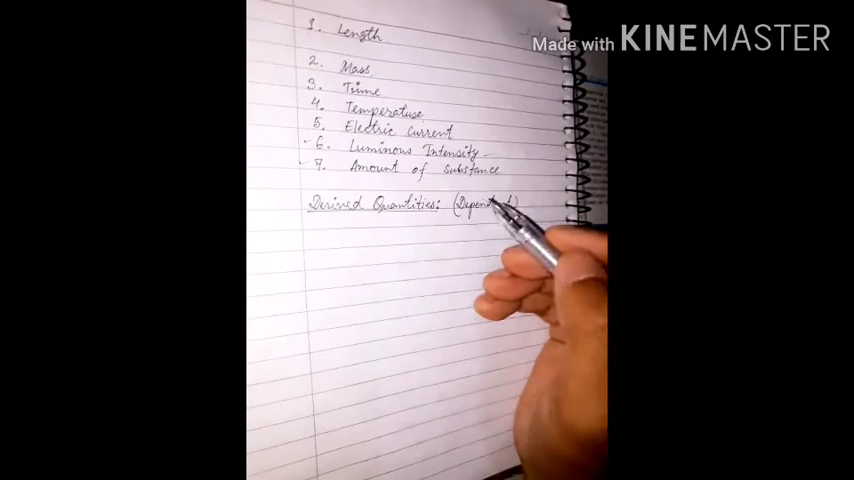 Made with KINEMASTER
1. Length
2. Mass
3. Time
4. Temperature
5. Electric current
6. Luminous Intensity
7. Amount of substance
Derived Quantities: (Dependent)